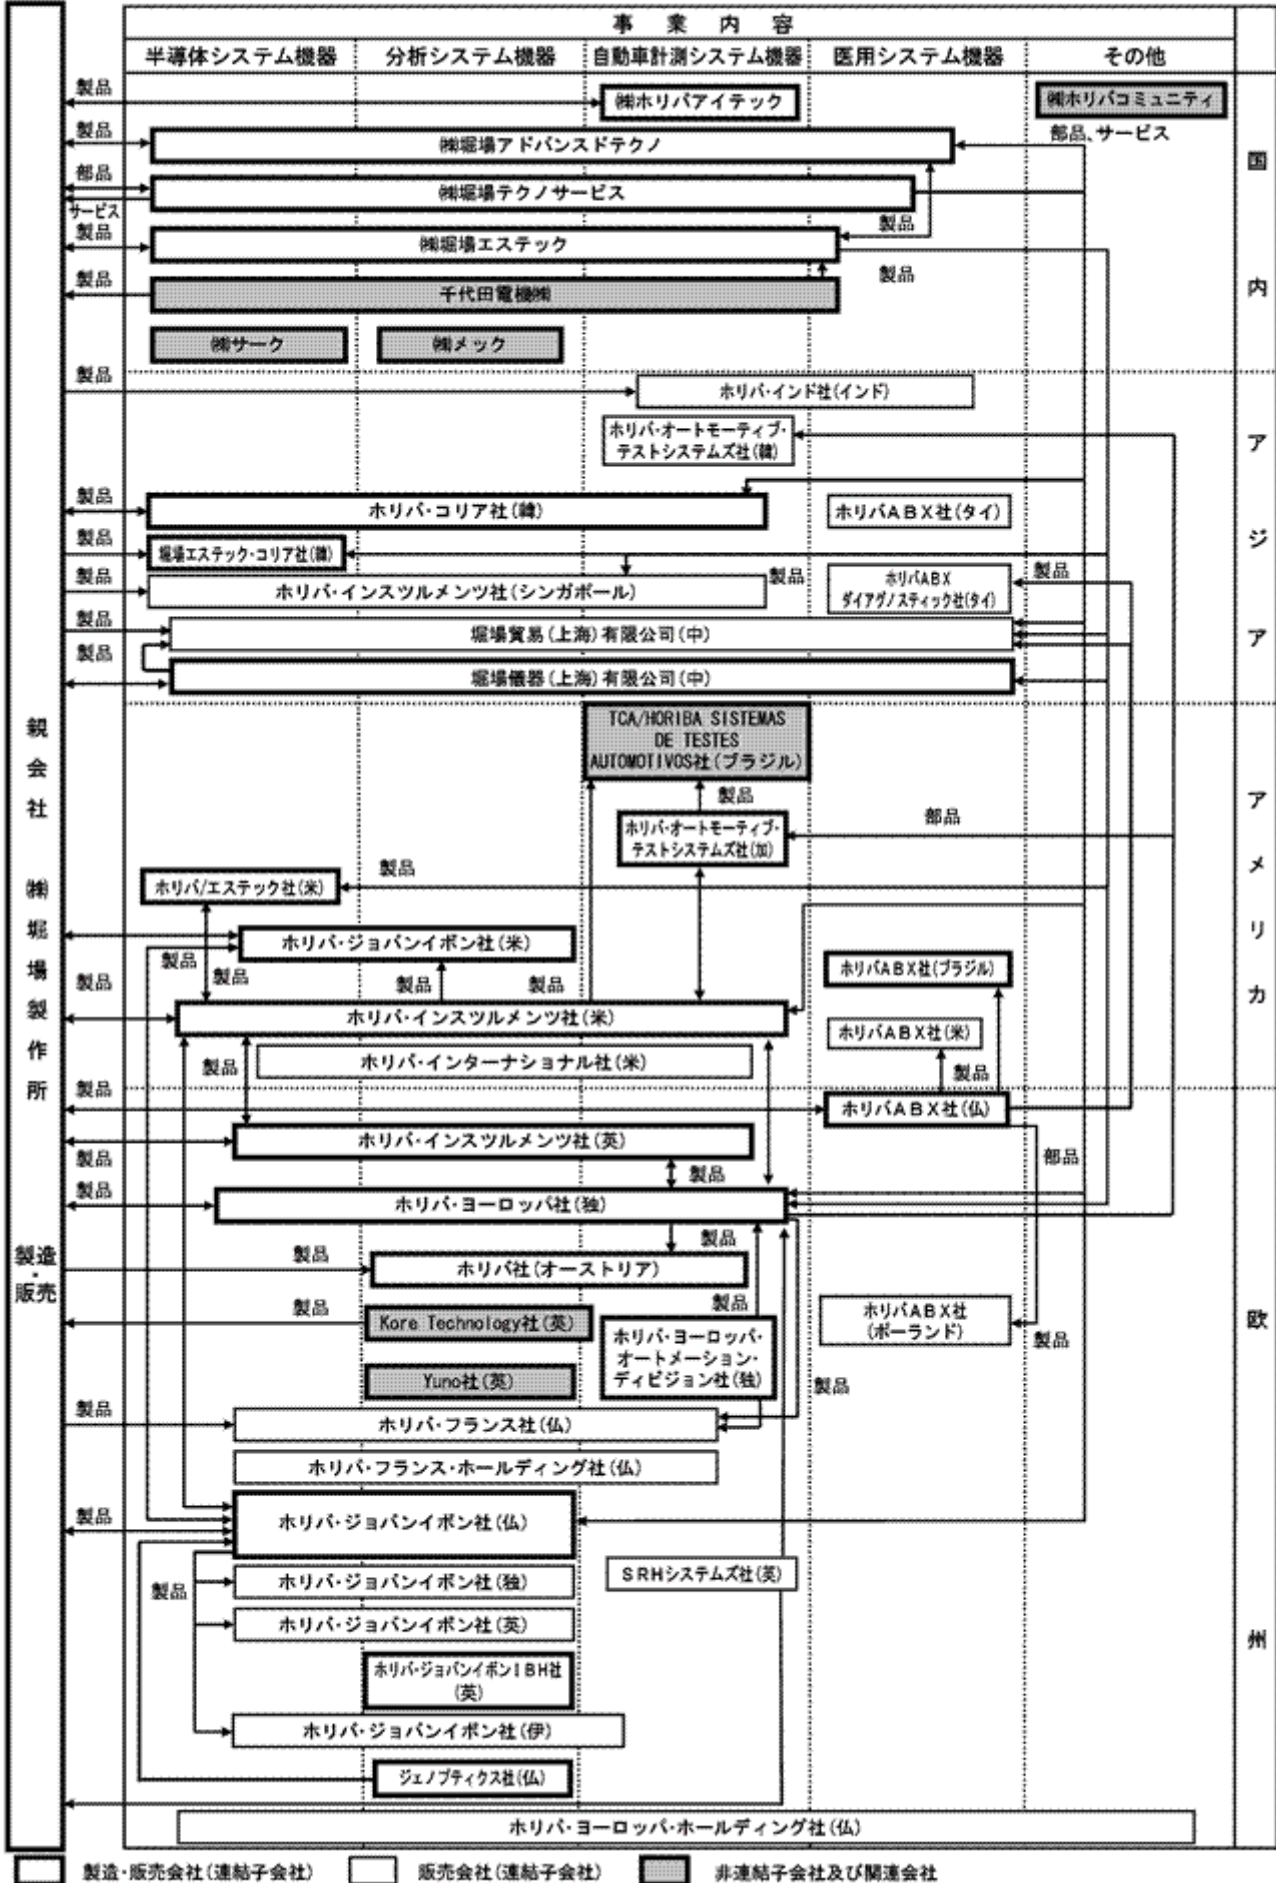 事業内容
半導体システム機器
分析システム機器
自動車計測システム機器
医用システム機器
その他
製品
㈱ホリバアイテック
㈱ホリバコミュニティ
製品
㈱堀場アドバンスドテクノ
部品、サービス
部品
㈱堀場テクノサービス
サービス
製品
㈱堀場エステック
製品
製品
千代田電機㈱
製品
㈱サーク
㈱メック
国内
製品
ホリバ・インド社(インド)
ホリバ・オートモーティブ・
テストシステムズ社(韓)
製品
ホリバ・コリア社(韓)
ホリバABX社(タイ)
製品
堀場エステック・コリア社(韓)
製品
ホリバ・インスツルメンツ社(シンガポール)
製品
ホリバABX
ダイアグノスティック社(タイ)
製品
製品
堀場貿易(上海)有限公司(中)
製品
堀場儀器(上海)有限公司(中)
アジア
TCA/HORIBA SISTEMAS
DE TESTES
AUTOMOTIVOS社(ブラジル)
製品
ホリバ・オートモーティブ・
テストシステムズ社(加)
部品
ホリバ/エステック社(米)
製品
ホリバ・ジョバンイボン社(米)
製品
製品
製品
製品
製品
ホリバABX社(ブラジル)
ホリバ・インスツルメンツ社(米)
ホリバABX社(米)
製品
ホリバ・インターナショナル社(米)
製品
アメリカ
製品
ホリバABX社(仏)
ホリバ・インスツルメンツ社(英)
製品
製品
部品
製品
ホリバ・ヨーロッパ社(独)
製品
製品
ホリバ社(オーストリア)
製品
Kore Technology社(英)
製品
ホリバ・ヨーロッパ・
オートメーション・
ディビジョン社(独)
ホリバABX社
(ポーランド)
製品
Yuno社(英)
製品
製品
ホリバ・フランス社(仏)
ホリバ・フランス・ホールディング社(仏)
製品
ホリバ・ジョバンイボン社(仏)
SRHシステムズ社(英)
製品
ホリバ・ジョバンイボン社(独)
ホリバ・ジョバンイボン社(英)
ホリバ・ジョバンイボンIBH社
(英)
ホリバ・ジョバンイボン社(伊)
ジェノプティクス社(仏)
ホリバ・ヨーロッパ・ホールディング社(仏)
欧州
親会社 ㈱堀場製作所
製造
・
販売
製造・販売会社(連結子会社)
販売会社(連結子会社)
非連結子会社及び関連会社